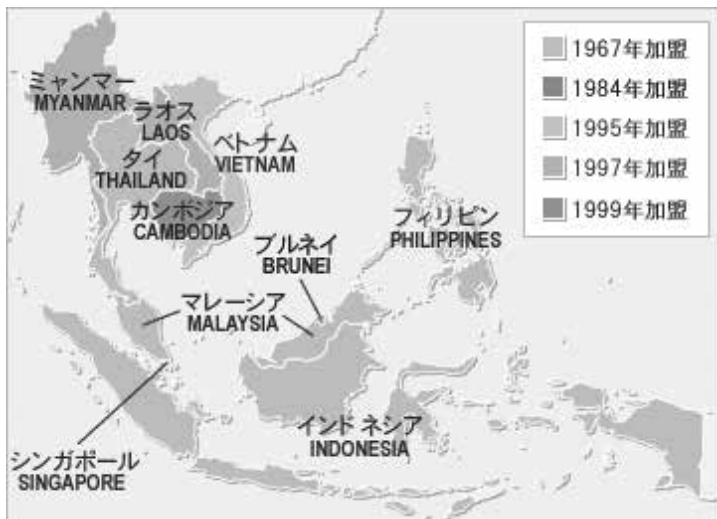 1967年加盟
1984年加盟
1995年加盟
1997年加盟
1999年加盟
ミャンマー
MYANMAR
ラオス
LAOS
ベトナム
VIETNAM
タイ
THAILAND
カンボジア
CAMBODIA
フィリピン
PHILIPPINES
ブルネイ
BRUNEI
マレーシア
MALAYSIA
インドネシア
INDONESIA
シンガポール
SINGAPORE